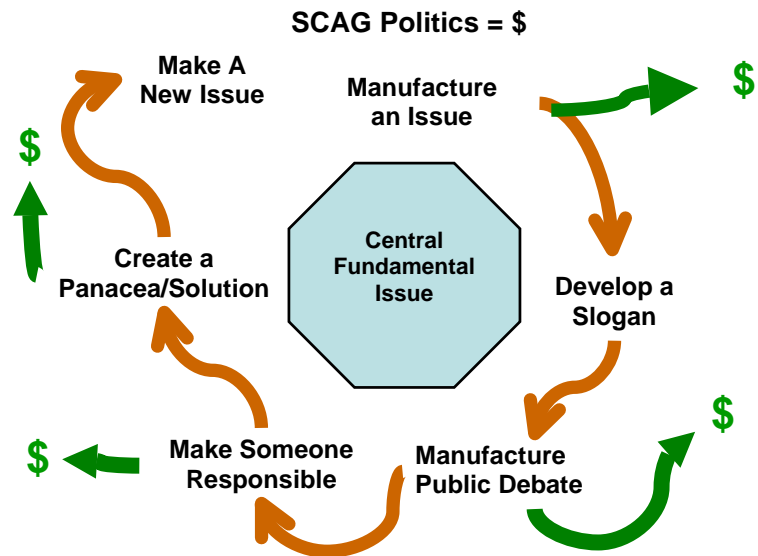 SCAG Politics = $
Make A
New Issue
Manufacture
an Issue
$
$
Central
Fundamental
Issue
Create a
Panacea/Solution
Develop a
Slogan
$
$
Make Someone
Responsible
Manufacture
Public Debate